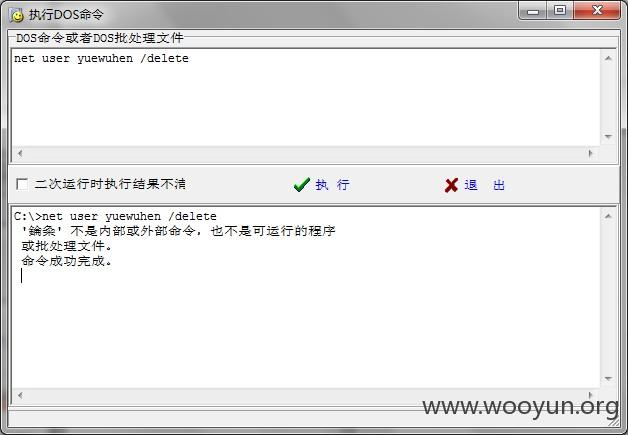 执行DOS命令
DOS命令或者DOS批处理文件
net user yuewuhen /delete
二次运行时执行结果不清
执 行
退 出
C:\>net user yuewuhen /delete
'錀粂' 不是内部或外部命令，也不是可运行的程序
或批处理文件。
命令成功完成。
www.wooyun.org